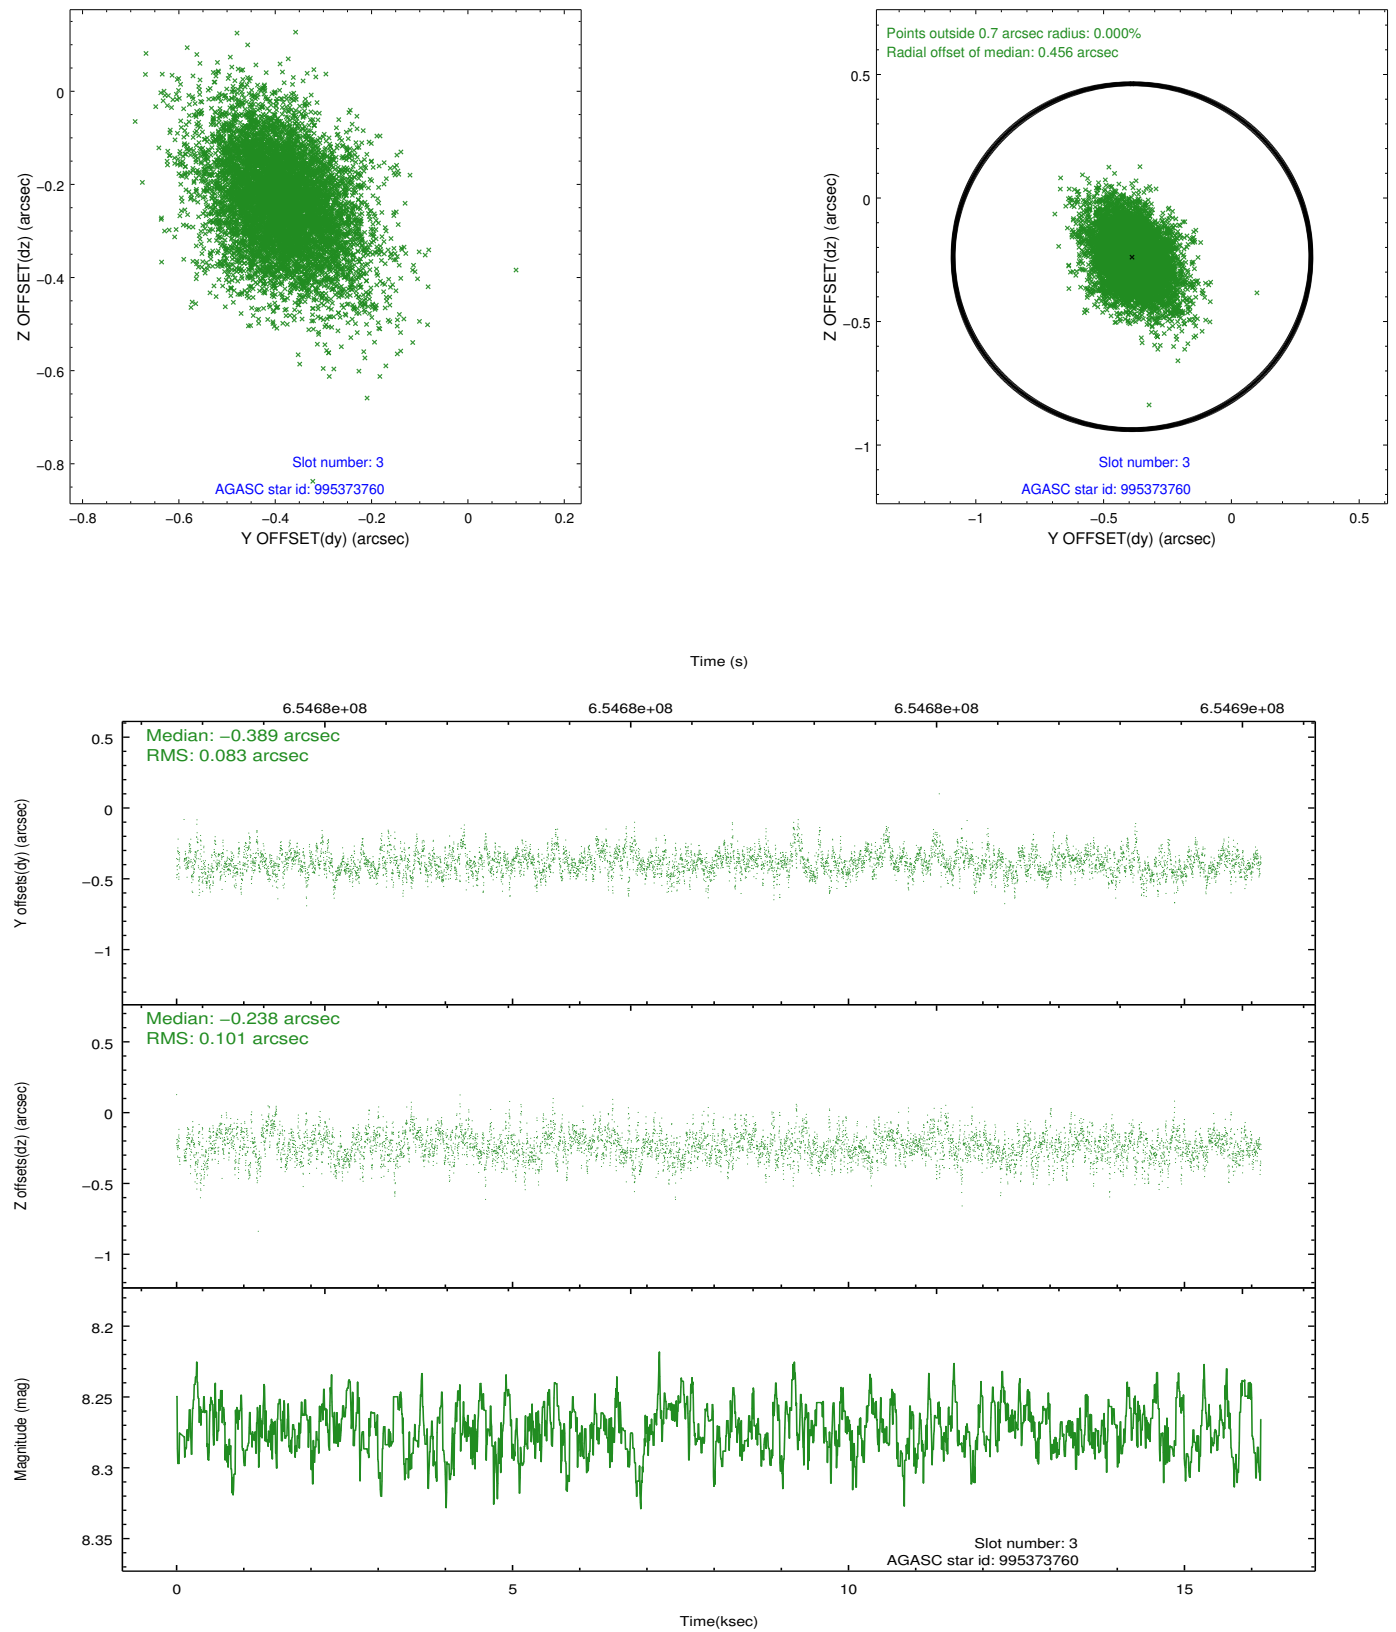 0
−0.2
−0.4
−0.6
−0.8
Z OFFSET(dz) (arcsec)
Slot number: 3
AGASC star id: 995373760
−0.8 −0.6 −0.4 −0.2 0 0.2
Y OFFSET(dy) (arcsec)
Points outside 0.7 arcsec radius: 0.000%
Radial offset of median: 0.456 arcsec
0.5
0
−0.5
−1
Z OFFSET(dz) (arcsec)
Slot number: 3
AGASC star id: 995373760
−1 −0.5 0 0.5
Y OFFSET(dy) (arcsec)
Time (s)
6.5468e+08 6.5468e+08 6.5468e+08 6.5469e+08
Median: −0.389 arcsec
RMS: 0.083 arcsec
0.5
0
−0.5
−1
Y offsets(dy) (arcsec)
Median: −0.238 arcsec
RMS: 0.101 arcsec
0.5
0
−0.5
−1
Z offsets(dz) (arcsec)
8.2
8.25
8.3
8.35
Magnitude (mag)
Slot number: 3
AGASC star id: 995373760
0 5 10 15
Time(ksec)